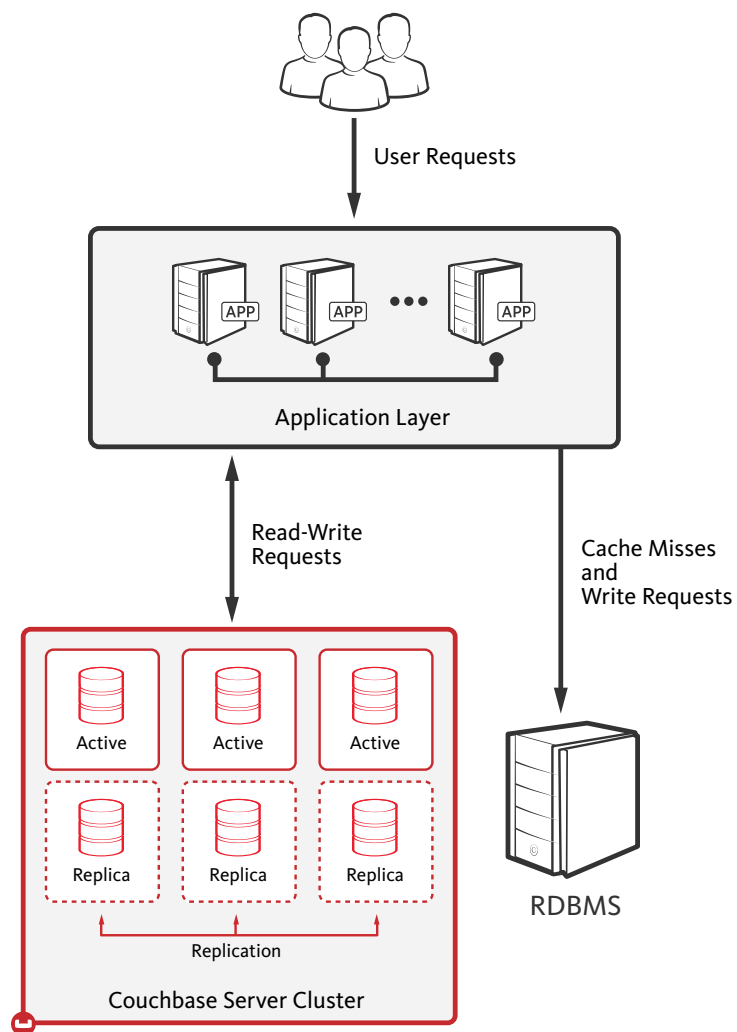 User Requests
APP
APP
APP
Application Layer
Read-Write
Requests
Cache Misses
and
Write Requests
Active
Active
Active
Replica
Replica
Replica
Replication
Couchbase Server Cluster
RDBMS